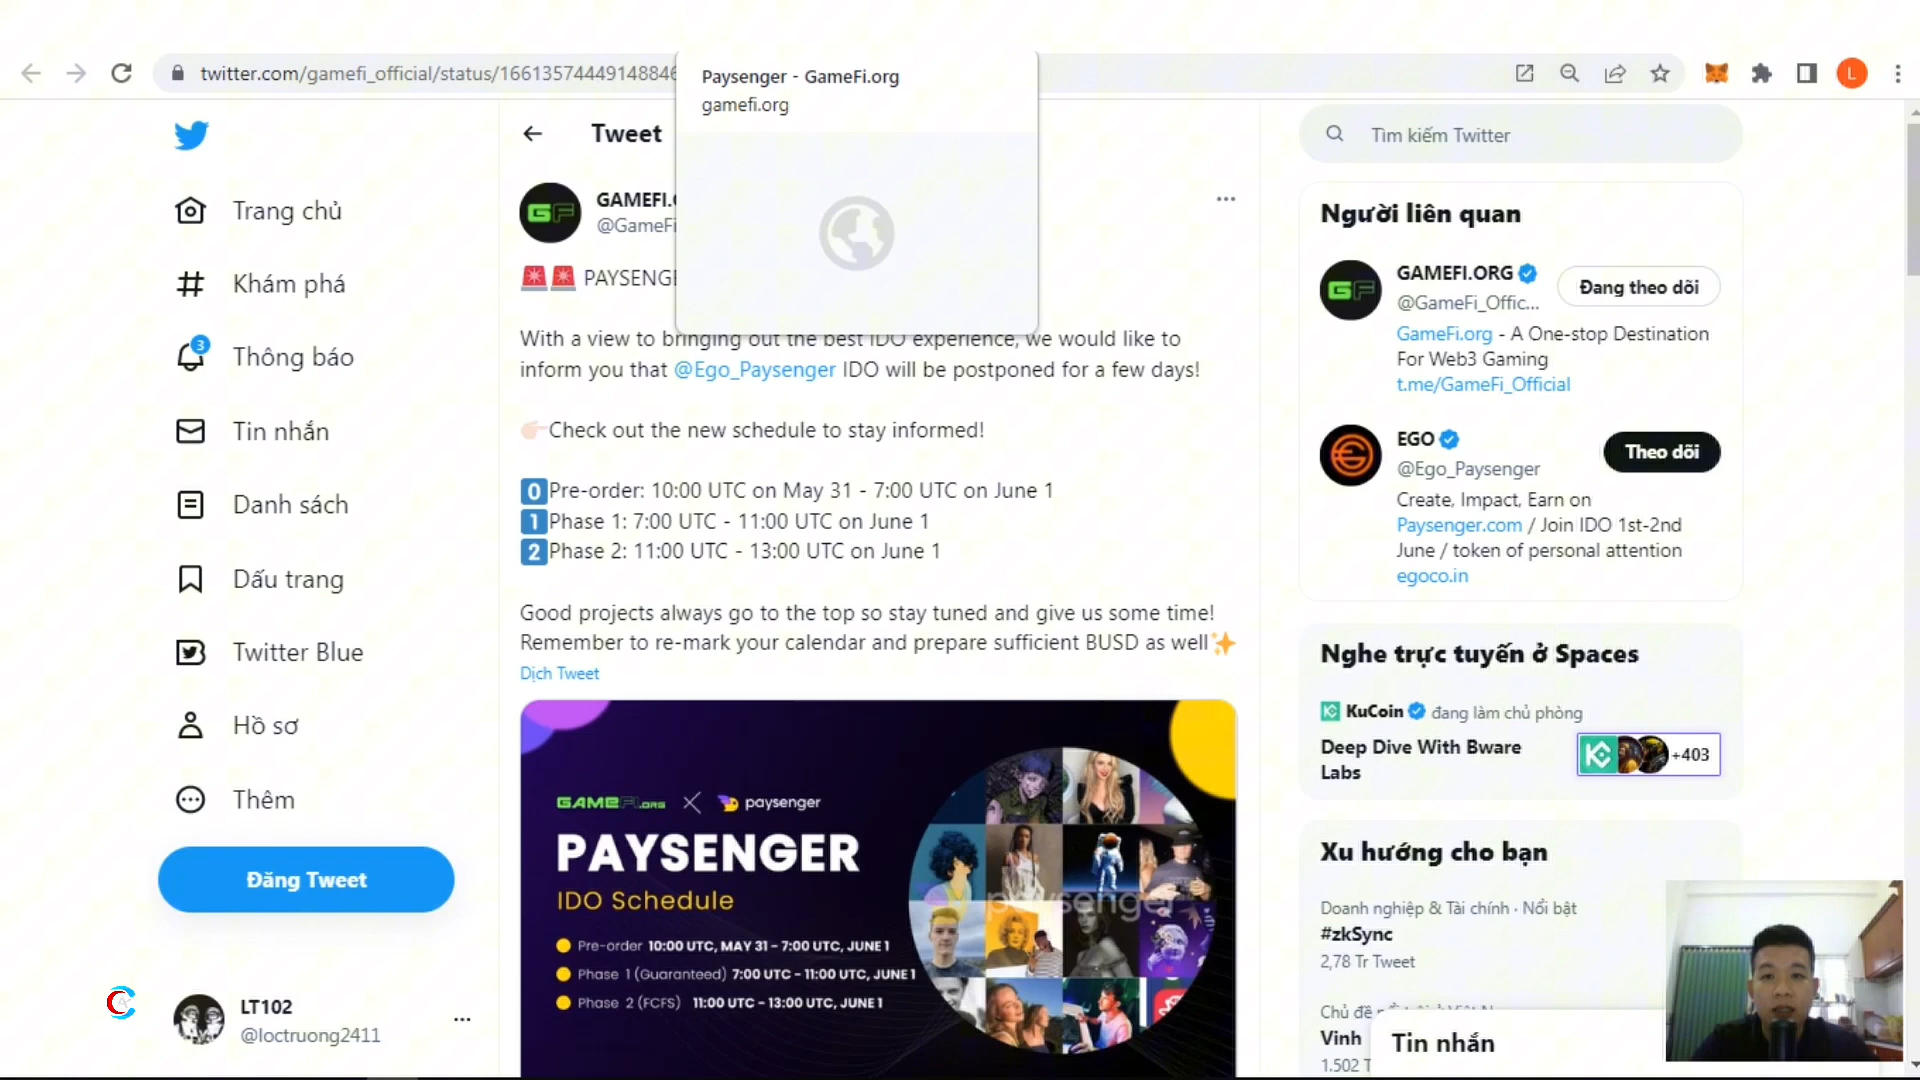 twitter.com/gamefi_official/status/16613574449148846
Paysenger - GameFi.org
gamefi.org
L
Trang chủ
Khám phá
3
Thông báo
Tin nhắn
Danh sách
Dấu trang
Twitter Blue
Hồ sơ
Thêm
Đăng Tweet
LT102
@loctruong2411
Tweet
GF
GAMEFI.
@GameFi
PAYSENGE
With a view to bringing out the best IDO experience, we would like to
inform you that @Ego_Paysenger IDO will be postponed for a few days!
Check out the new schedule to stay informed!
0 Pre-order: 10:00 UTC on May 31 - 7:00 UTC on June 1
1 Phase 1: 7:00 UTC - 11:00 UTC on June 1
2 Phase 2: 11:00 UTC - 13:00 UTC on June 1
Good projects always go to the top so stay tuned and give us some time!
Remember to re-mark your calendar and prepare sufficient BUSD as well
Dịch Tweet
GAMEFI.ORG paysenger
PAYSENGER
IDO Schedule
Pre-order 10:00 UTC, MAY 31 - 7:00 UTC, JUNE 1
Phase 1 (Guaranteed) 7:00 UTC - 11:00 UTC, JUNE 1
Phase 2 (FCFS) 11:00 UTC - 13:00 UTC, JUNE 1
paysenger
Tìm kiếm Twitter
Người liên quan
GF
GAMEFI.ORG
@GameFi_Offic...
Đang theo dõi
GameFi.org - A One-stop Destination
For Web3 Gaming
t.me/GameFi_Official
EGO
@Ego_Paysenger
Theo dõi
Create, Impact, Earn on
Paysenger.com / Join IDO 1st-2nd
June / token of personal attention
egoco.in
Nghe trực tuyến ở Spaces
KuCoin đang làm chủ phòng
Deep Dive With Bware
Labs
+403
Xu hướng cho bạn
Doanh nghiệp & Tài chính · Nổi bật
#zkSync
2,78 Tr Tweet
Chủ đề
Vinh
1.502 T
Tin nhắn